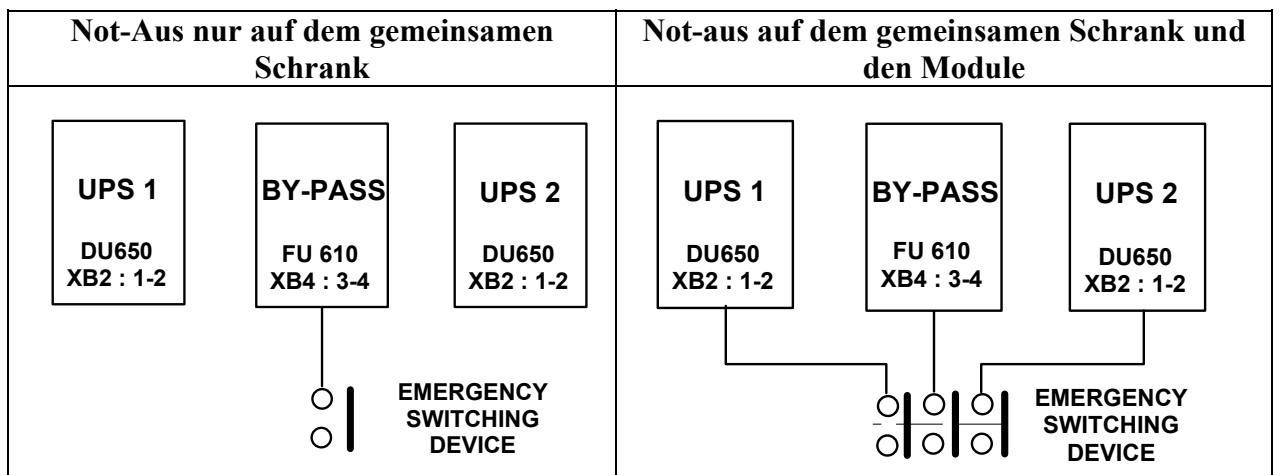 Not-Aus nur auf dem gemeinsamen
Schrank
Not-aus auf dem gemeinsamen Schrank und
den Module
UPS 1
DU650
XB2 : 1-2
BY-PASS
FU 610
XB4 : 3-4
UPS 2
DU650
XB2 : 1-2
EMERGENCY
SWITCHING
DEVICE
UPS 1
DU650
XB2 : 1-2
BY-PASS
FU 610
XB4 : 3-4
UPS 2
DU650
XB2 : 1-2
EMERGENCY
SWITCHING
DEVICE